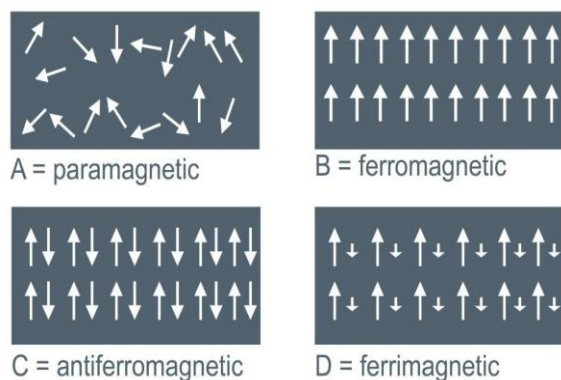 A = paramagnetic
B = ferromagnetic
C = antiferromagnetic
D = ferrimagnetic